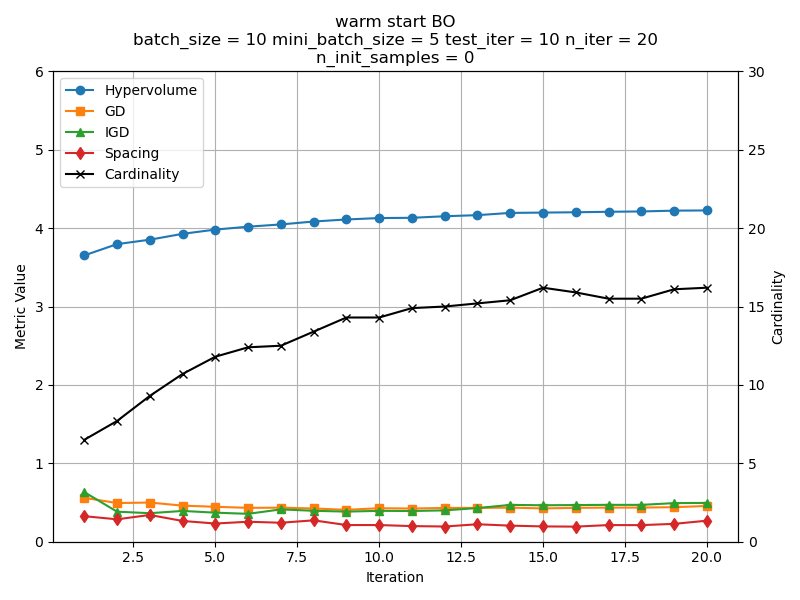 warm start BO
batch_size = 10 mini_batch_size = 5 test_iter = 10 n_iter = 20
n_init_samples = 0
Hypervolume
GD
IGD
Spacing
Cardinality
Metric Value
6
5
4
3
2
1
0
30
25
20
15
10
5
0
Cardinality
2.5
5.0
7.5
10.0
12.5
15.0
17.5
20.0
Iteration